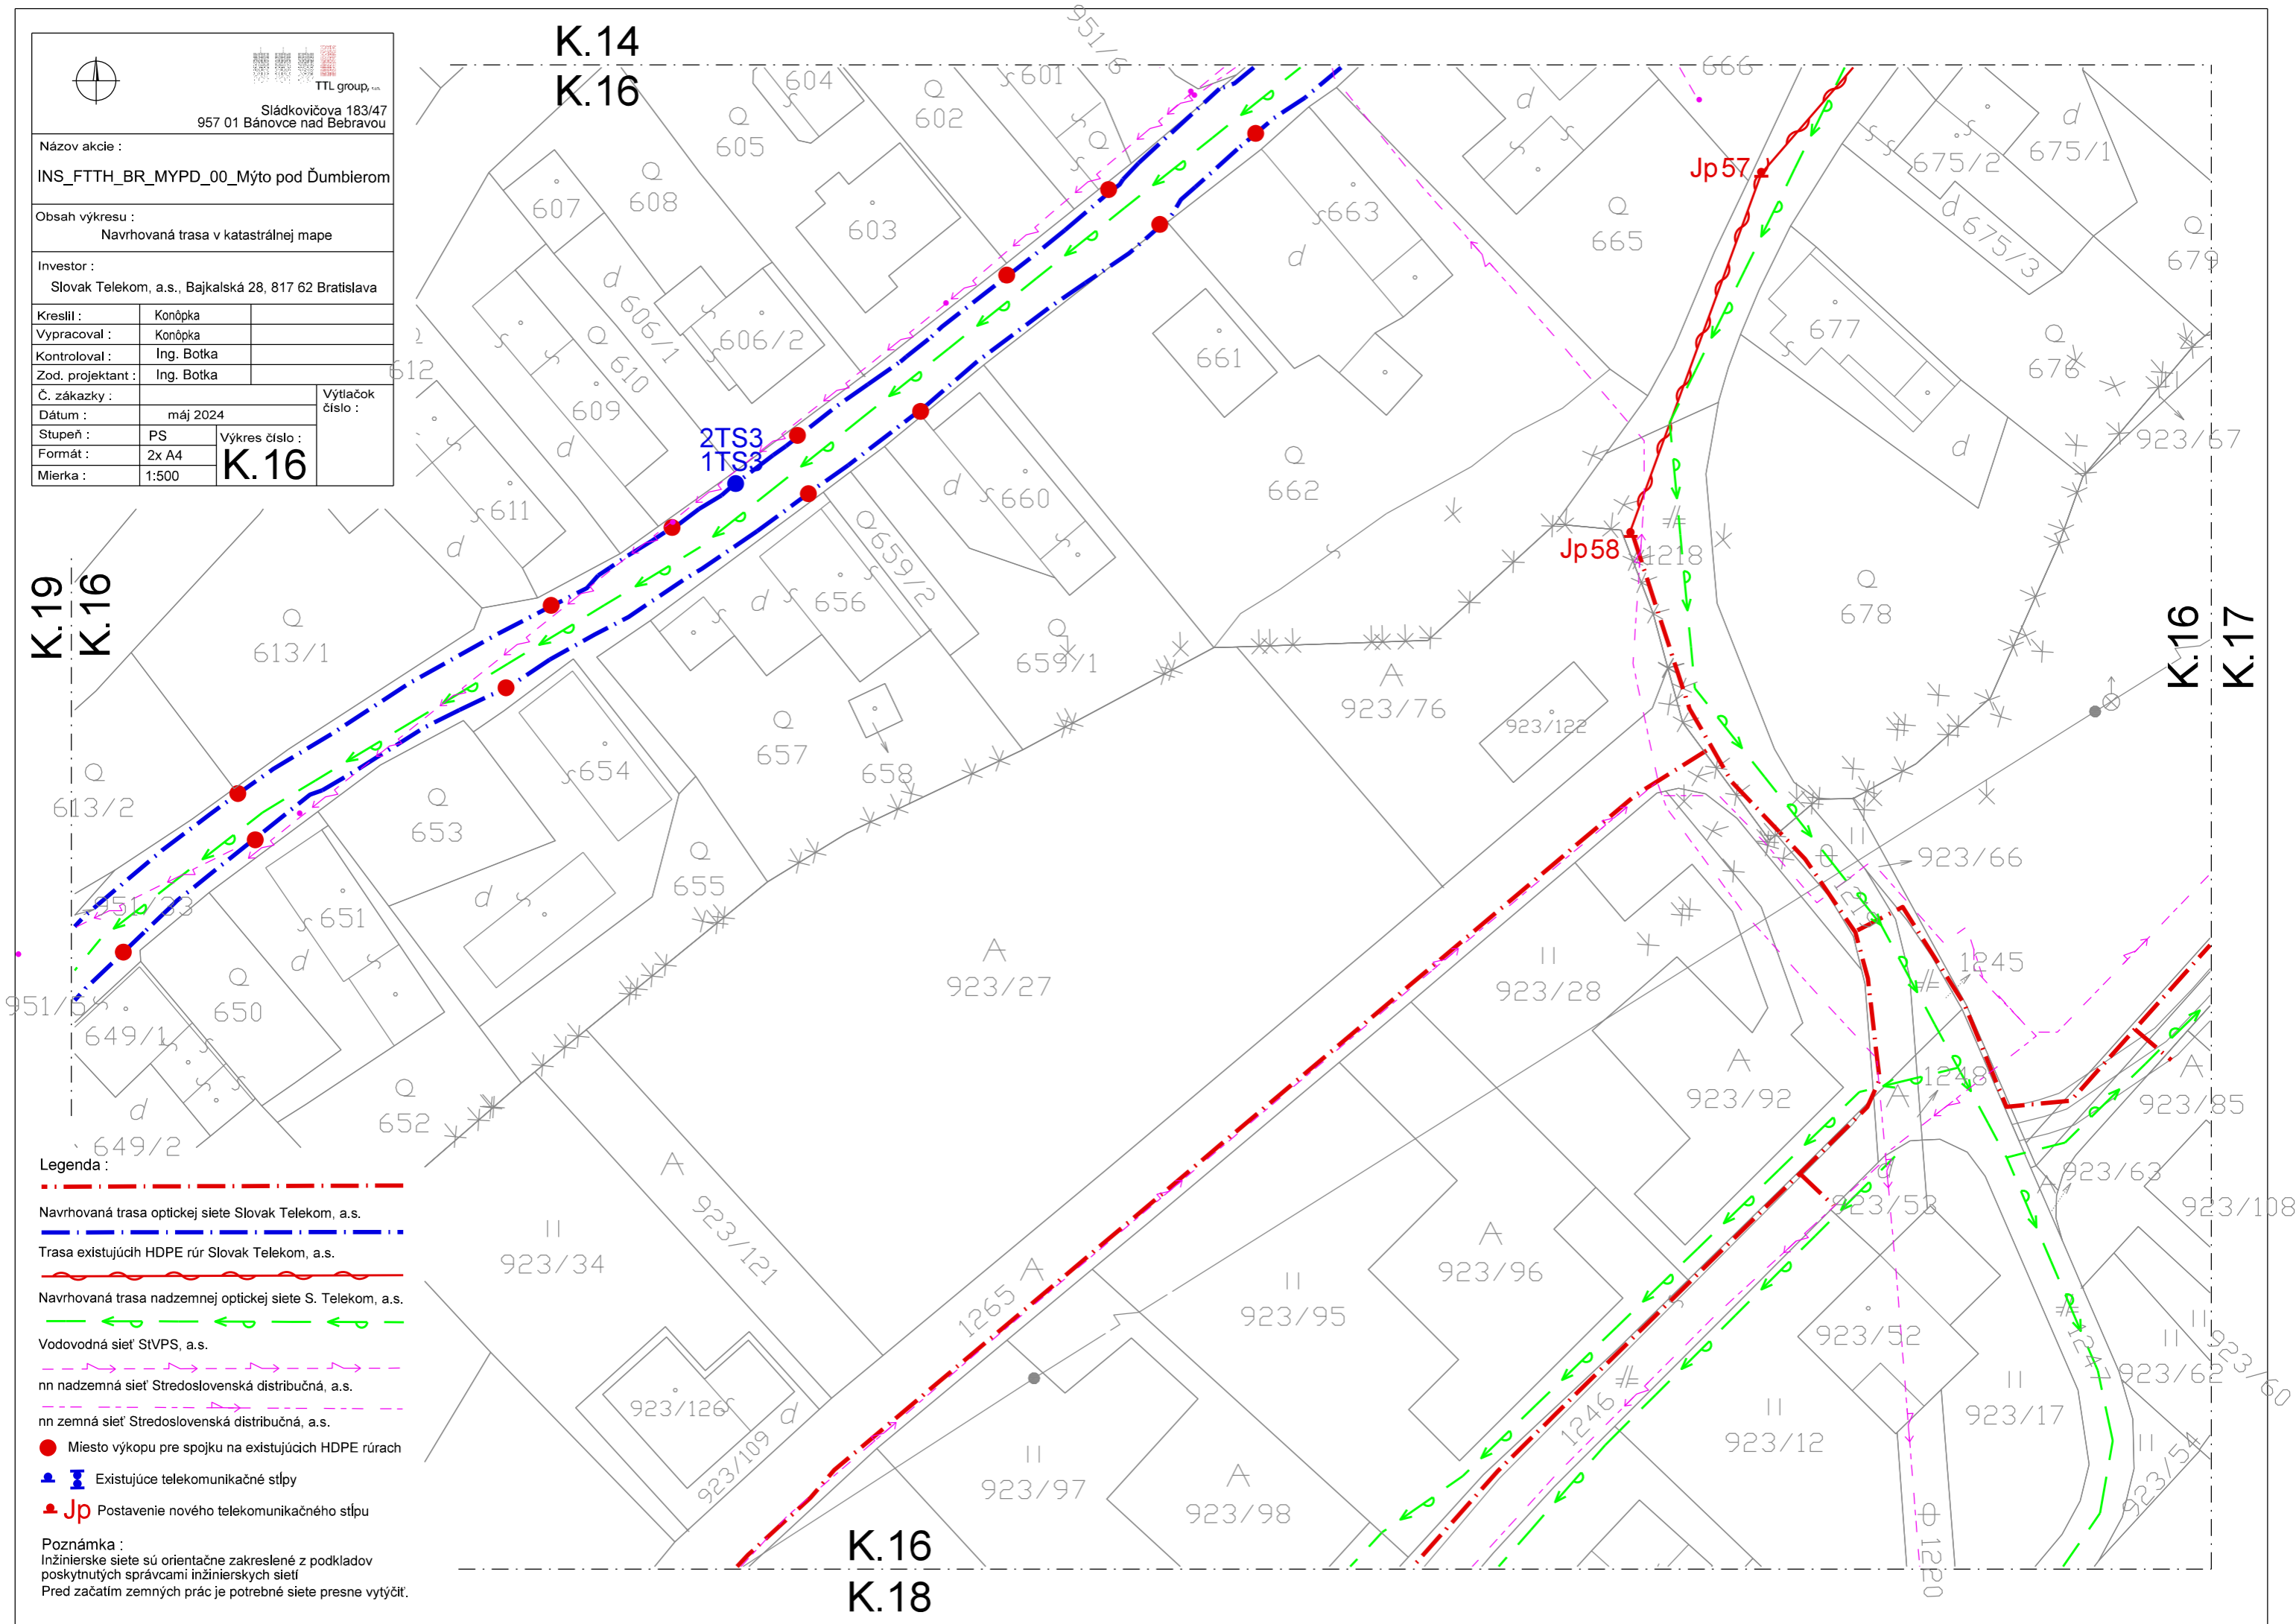 K.14
K.16
TTL group, s.r.o.
Sládkovičova 183/47
957 01 Bánovce nad Bebravou
Názov akcie :
INS_FTTH_BR_MYPD_00_Mýto pod Ďumbierom
Obsah výkresu :
Navrhovaná trasa v katastrálnej mape
Investor :
Slovak Telekom, a.s., Bajkalská 28, 817 62 Bratislava
Kreslil : Konôpka
Vypracoval : Konôpka
Kontroloval : Ing. Botka
Zod. projektant : Ing. Botka
Č. zákazky :
Výtlačok číslo :
Dátum : máj 2024
Stupeň : PS
Výkres číslo :
K.16
Formát : 2x A4
Mierka : 1:500
951/6
604
601
602
605
666
607
608
603
663
665
Jp57
675/2
675/1
675/3
679
606/1
606/2
610
609
612
661
677
676
923/67
2TS3
1TS3
611
660
662
659/2
656
Jp58
1218
678
K.19
K.16
613/1
659/1
923/76
923/122
K.16
K.17
657
658
654
613/2
653
655
923/66
951/33
651
923/27
923/28
1245
951/6
650
649/1
652
649/2
923/92
1248
923/85
923/121
923/63
923/53
923/108
923/34
923/96
923/95
1265
923/52
1247
923/62
923/60
923/126
923/109
1246
923/12
923/17
923/97
923/98
923/54
1220
Legenda :
Navrhovaná trasa optickej siete Slovak Telekom, a.s.
Trasa existujúcih HDPE rúr Slovak Telekom, a.s.
Navrhovaná trasa nadzemnej optickej siete S. Telekom, a.s.
Vodovodná sieť StVPS, a.s.
nn nadzemná sieť Stredoslovenská distribučná, a.s.
nn zemná sieť Stredoslovenská distribučná, a.s.
Miesto výkopu pre spojku na existujúcich HDPE rúrach
Existujúce telekomunikačné stĺpy
Jp Postavenie nového telekomunikačného stĺpu
Poznámka :
Inžinierske siete sú orientačne zakreslené z podkladov
poskytnutých správcami inžinierskych sietí
Pred začatím zemných prác je potrebné siete presne vytýčiť.
K.16
K.18